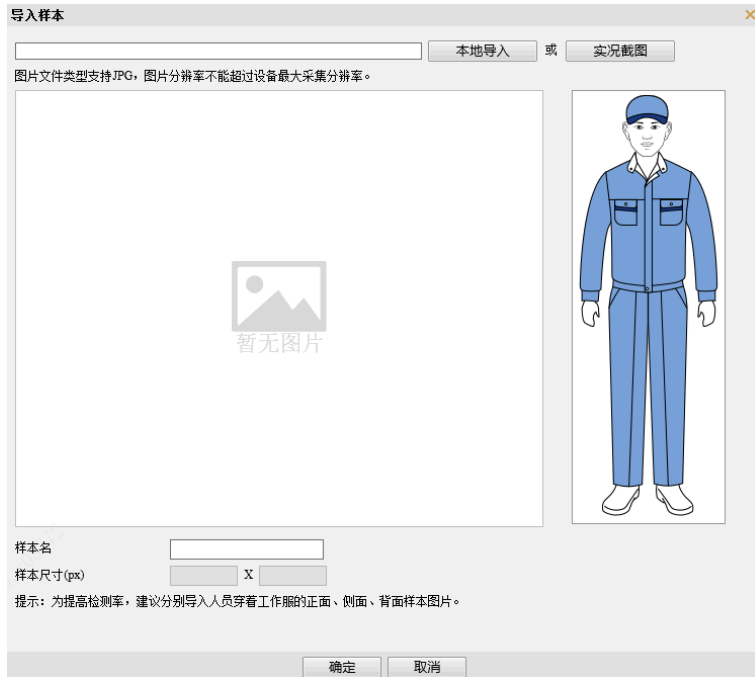 导入样本
本地导入 或 实况截图
图片文件类型支持JPG，图片分辨率不能超过设备最大采集分辨率。
暂无图片
样本名
样本尺寸(px) X
提示：为提高检测率，建议分别导入人员穿着工作服的正面、侧面、背面样本图片。
确定 取消